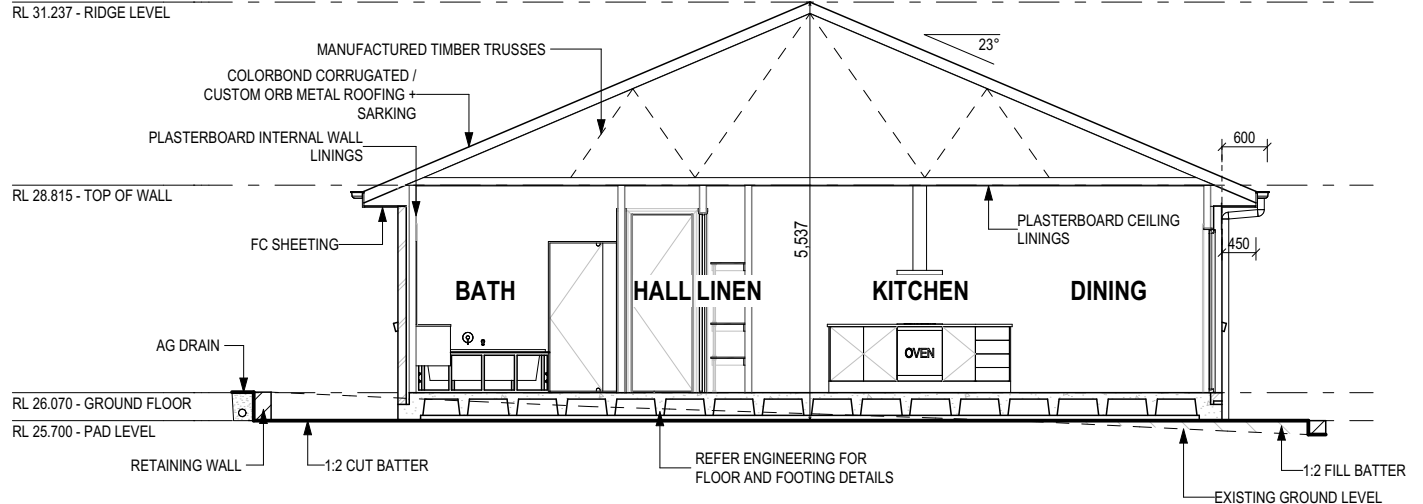 RL 31.237 - RIDGE LEVEL
MANUFACTURED TIMBER TRUSSES
23°
COLORBOND CORRUGATED /
CUSTOM ORB METAL ROOFING +
SARKING
PLASTERBOARD INTERNAL WALL
LININGS
600
RL 28.815 - TOP OF WALL
PLASTERBOARD CEILING
LININGS
FC SHEETING
5,537
450
BATH
HALL
LINEN
KITCHEN
DINING
AG DRAIN
OVEN
RL 26.070 - GROUND FLOOR
RL 25.700 - PAD LEVEL
RETAINING WALL
1:2 CUT BATTER
REFER ENGINEERING FOR
FLOOR AND FOOTING DETAILS
1:2 FILL BATTER
EXISTING GROUND LEVEL